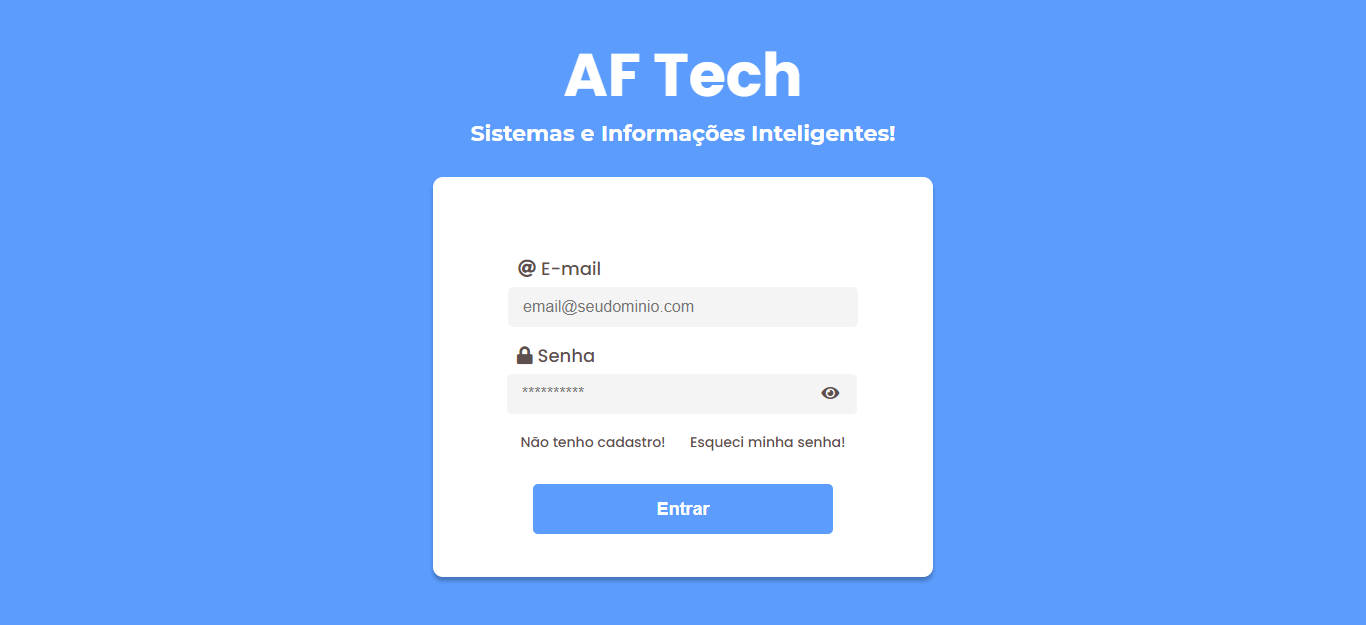 AF Tech
Sistemas e Informações Inteligentes!
E-mail
email@seudominio.com
Senha
**********
Não tenho cadastro! Esqueci minha senha!
Entrar